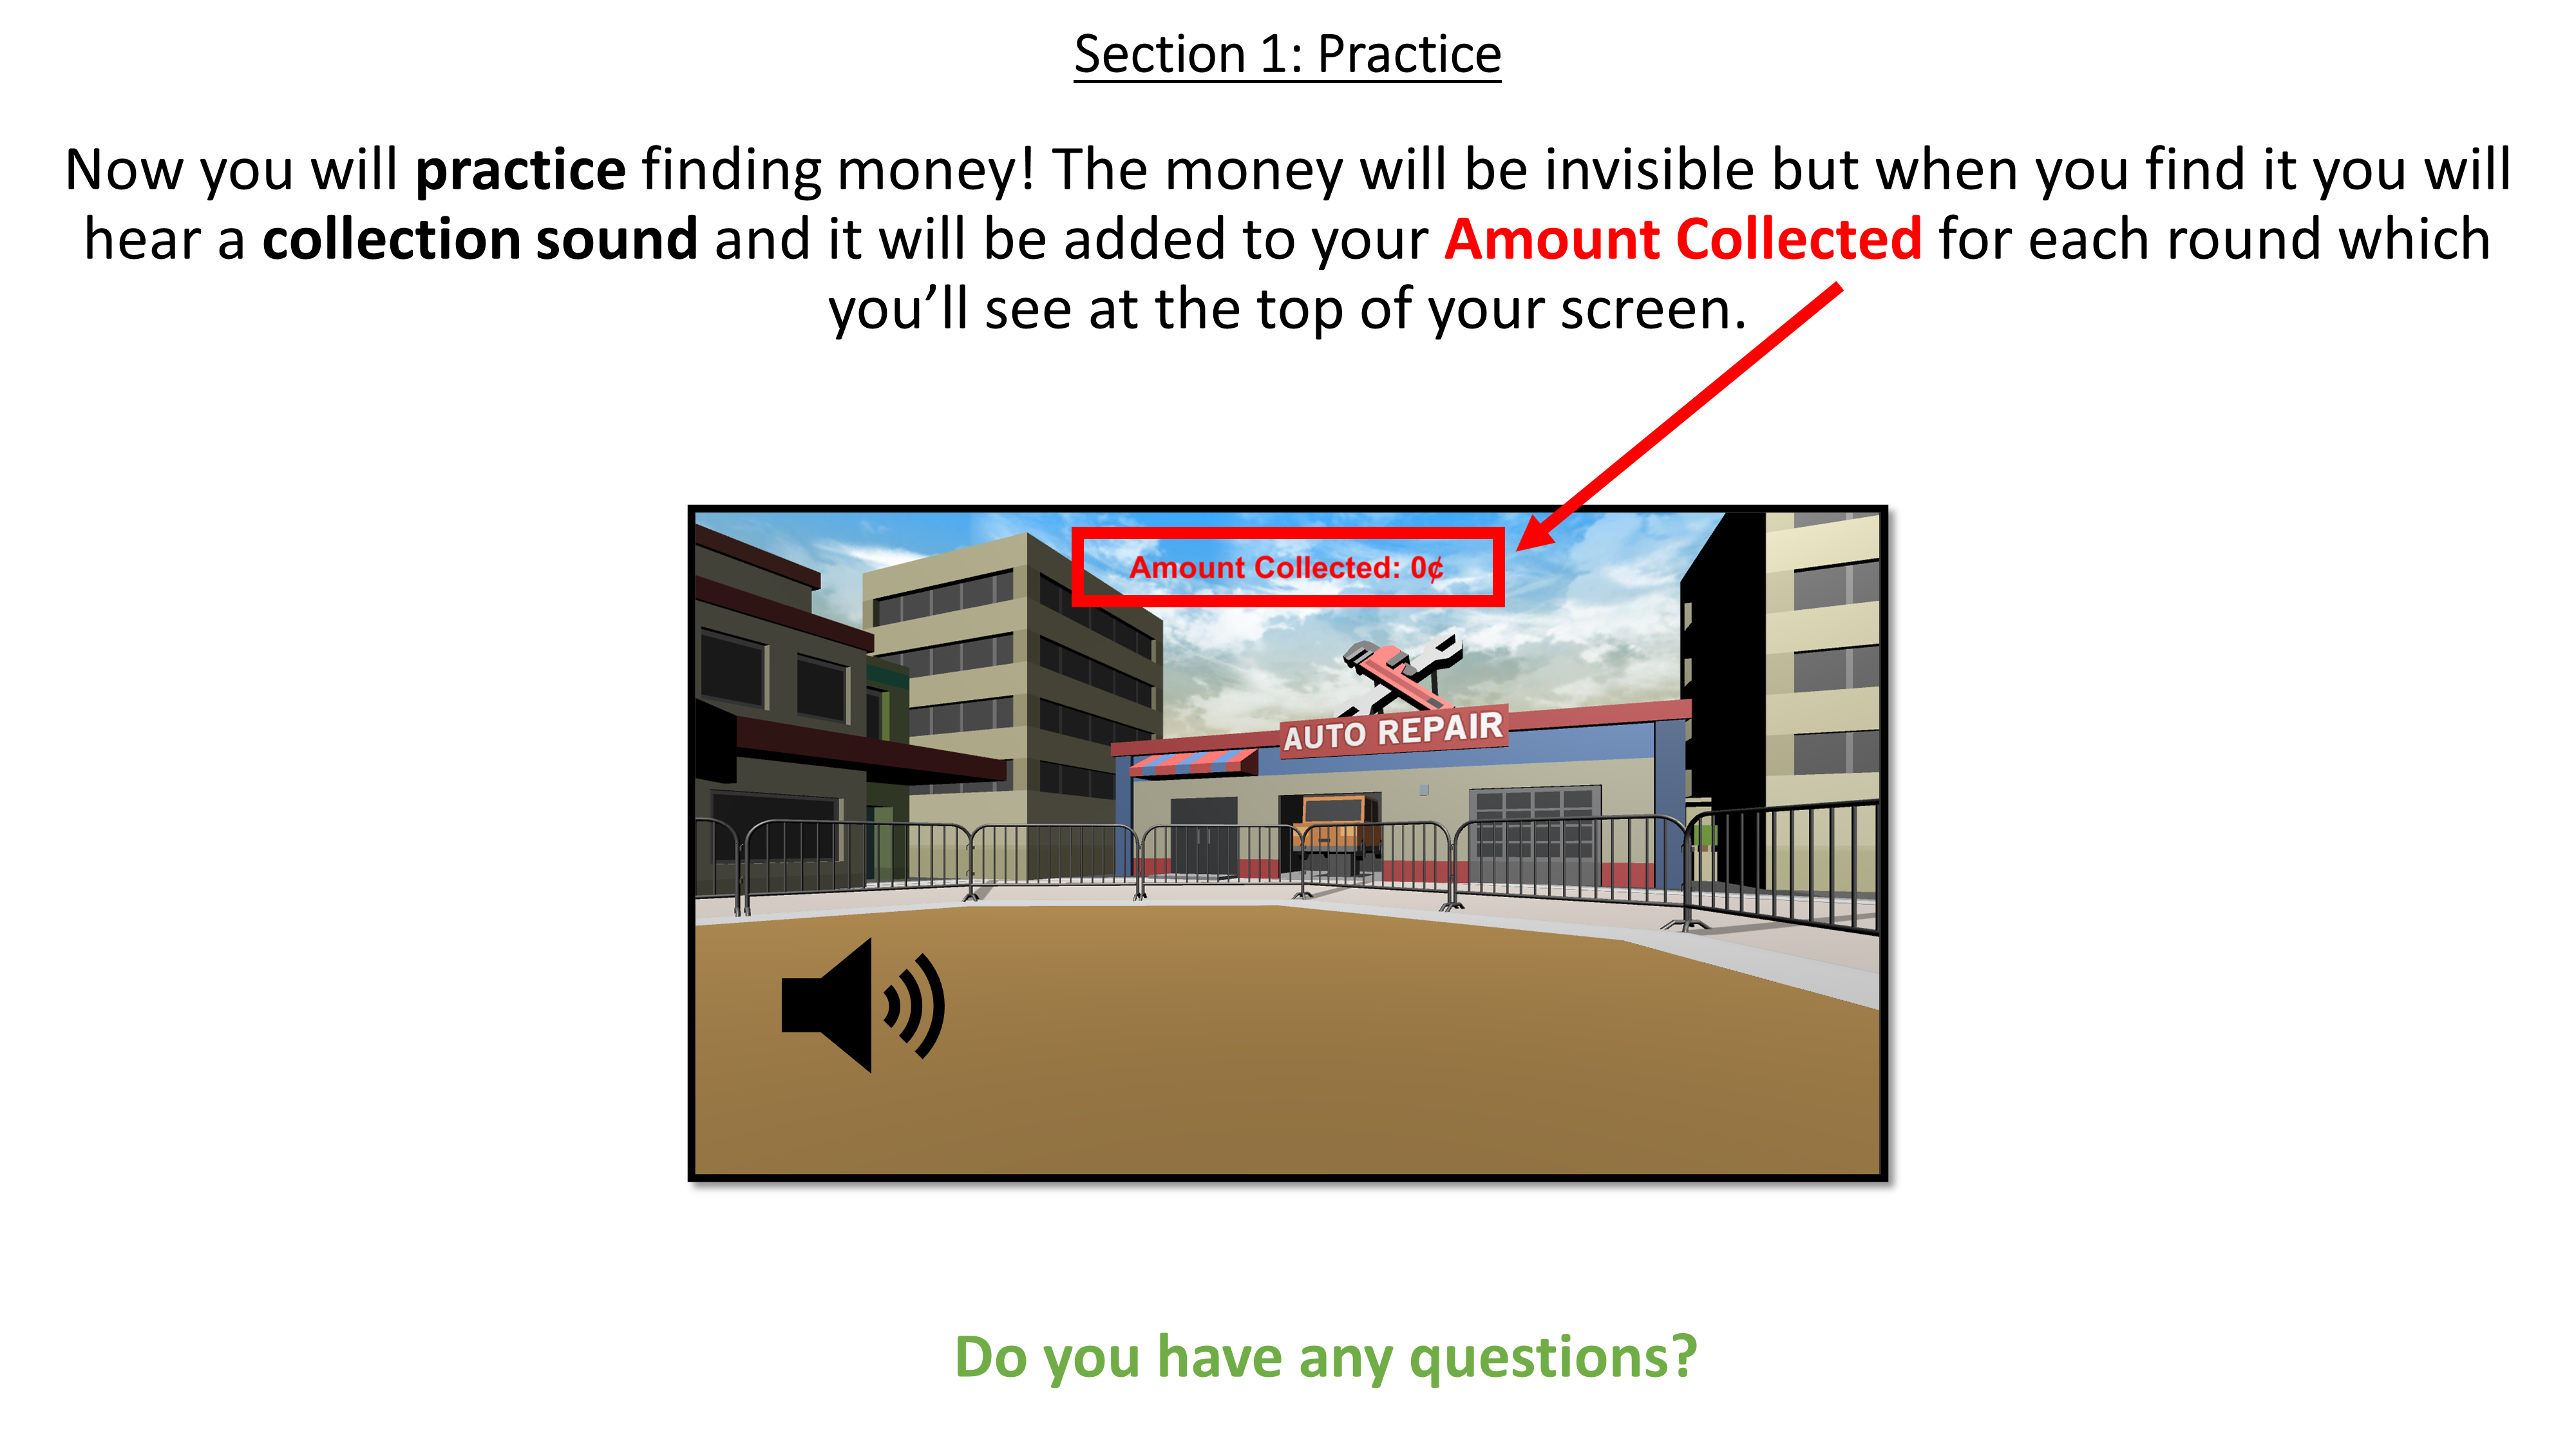 Section 1: Practice
Now you will practice finding money! The money will be invisible but when you find it you will
hear a collection sound and it will be added to your Amount Collected for each round which
you’ll see at the top of your screen.
Amount Collected: 0¢
AUTO REPAIR
Do you have any questions?